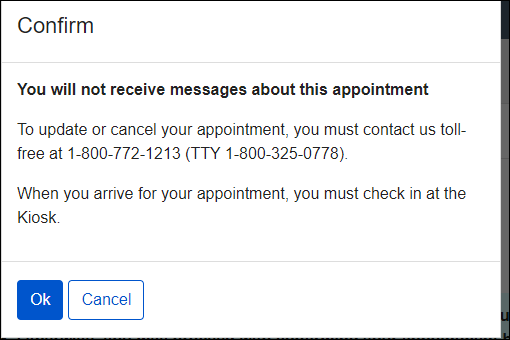 Confirm
You will not receive messages about this appointment
To update or cancel your appointment, you must contact us toll-
free at 1-800-772-1213 (TTY 1-800-325-0778).
When you arrive for your appointment, you must check in at the
Kiosk.
Ok
Cancel